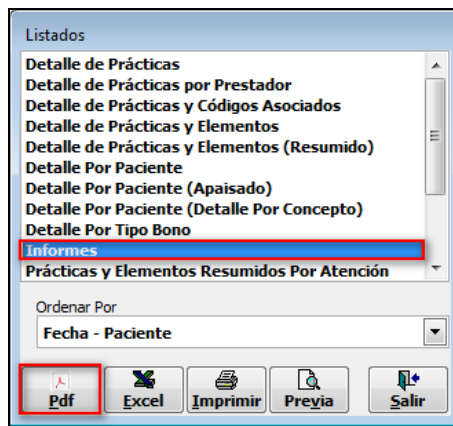 Listados
Detalle de Prácticas
Detalle de Prácticas por Prestador
Detalle de Prácticas y Códigos Asociados
Detalle de Prácticas y Elementos
Detalle de Prácticas y Elementos (Resumido)
Detalle Por Paciente
Detalle Por Paciente (Apaisado)
Detalle Por Paciente (Detalle Por Concepto)
Detalle Por Tipo Bono
Informes
Prácticas y Elementos Resumidos Por Atención
Ordenar Por
Fecha - Paciente
Pdf Excel Imprimir Previa Salir